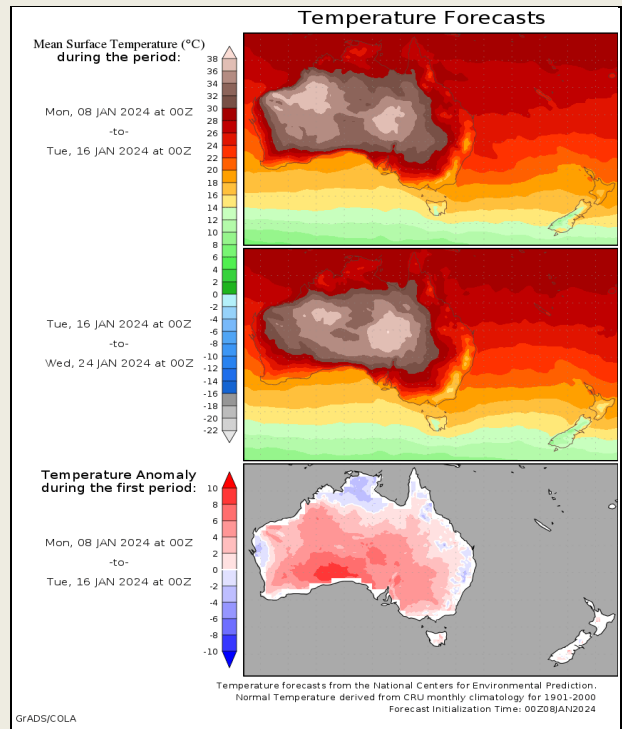 Temperature Forecasts
Mean Surface Temperature (°C)
during the period:
Mon, 08 JAN 2024 at 00Z
-to-
Tue, 16 JAN 2024 at 00Z
38
36
34
32
30
28
26
24
22
20
18
16
14
12
10
8
6
4
2
0
-2
-4
-6
-8
-10
-12
-14
-16
-18
-20
-22
Tue, 16 JAN 2024 at 00Z
-to-
Wed, 24 JAN 2024 at 00Z
Temperature Anomaly
during the first period:
Mon, 08 JAN 2024 at 00Z
-to-
Tue, 16 JAN 2024 at 00Z
10
8
6
4
2
0
-2
-4
-6
-8
-10
Temperature forecasts from the National Centers for Environmental Prediction.
Normal Temperature derived from CRU monthly climatology for 1901-2000
Forecast Initialization Time: 00Z08JAN2024
GrADS/COLA